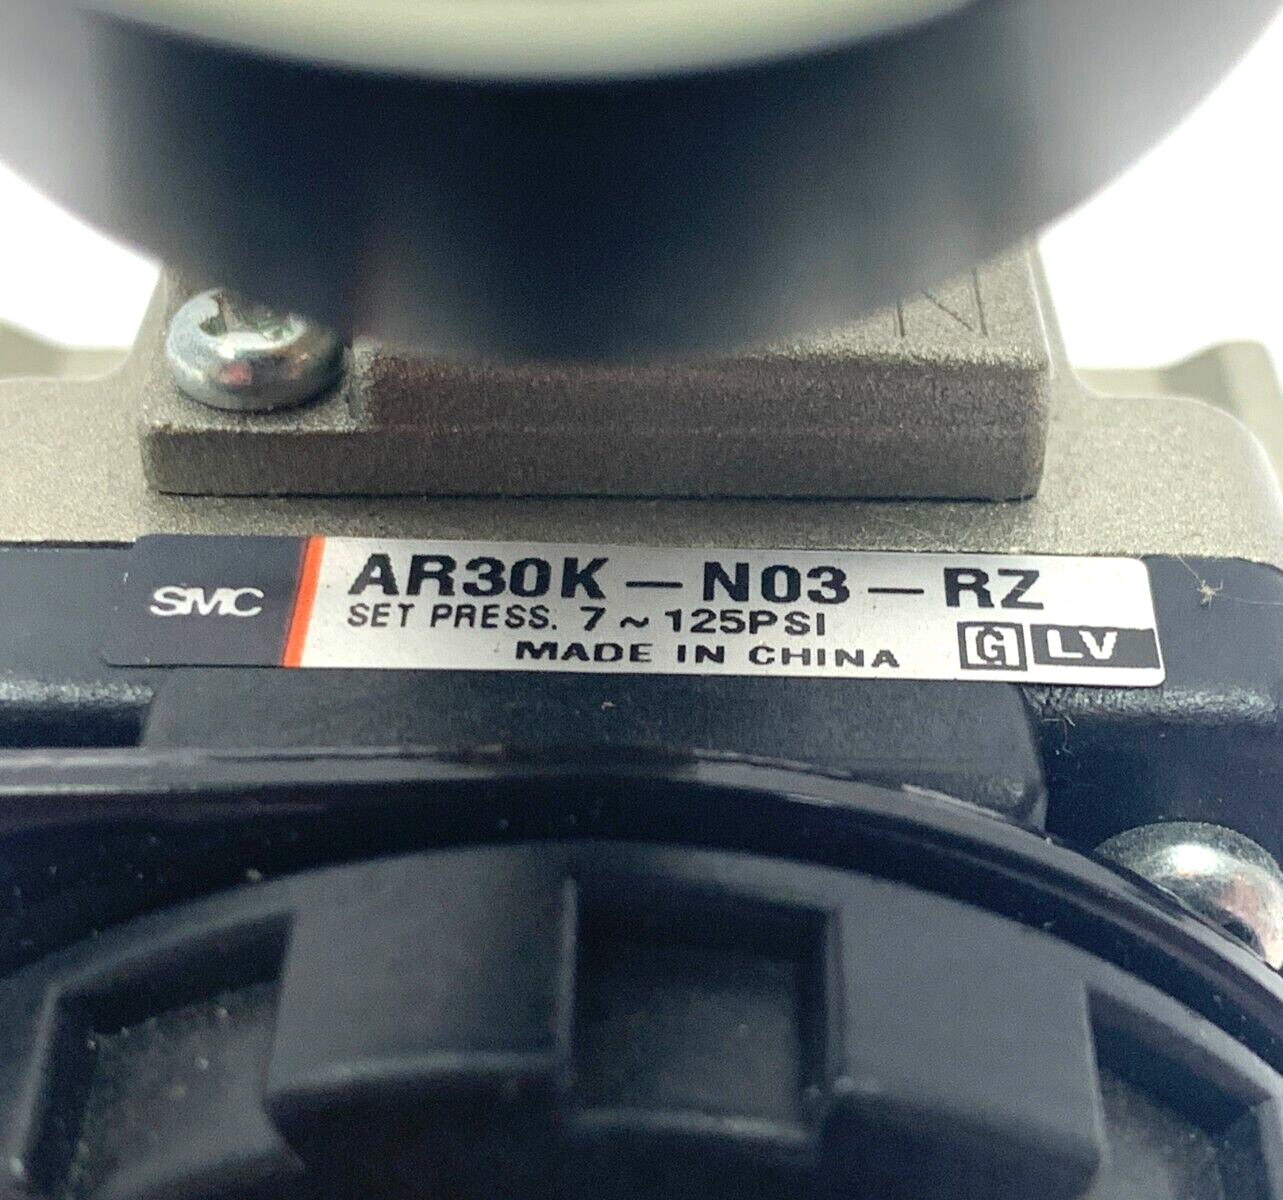 SMC
AR30K-N03-RZ
SET PRESS. 7~125PSI
MADE IN CHINA
G LV